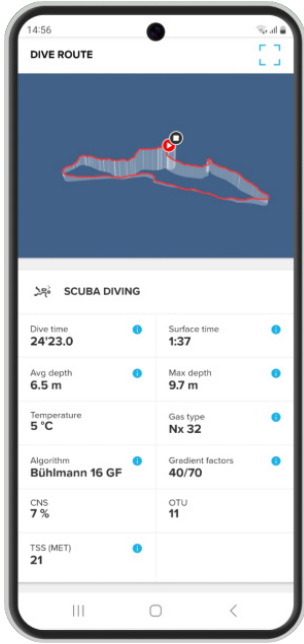 14:56
DIVE ROUTE
SCUBA DIVING
Dive time
24'23.0
Surface time
1:37
Avg depth
6.5 m
Max depth
9.7 m
Temperature
5 °C
Gas type
Nx 32
Algorithm
Bühlmann 16 GF
Gradient factors
40/70
CNS
7 %
OTU
11
TSS (MET)
21